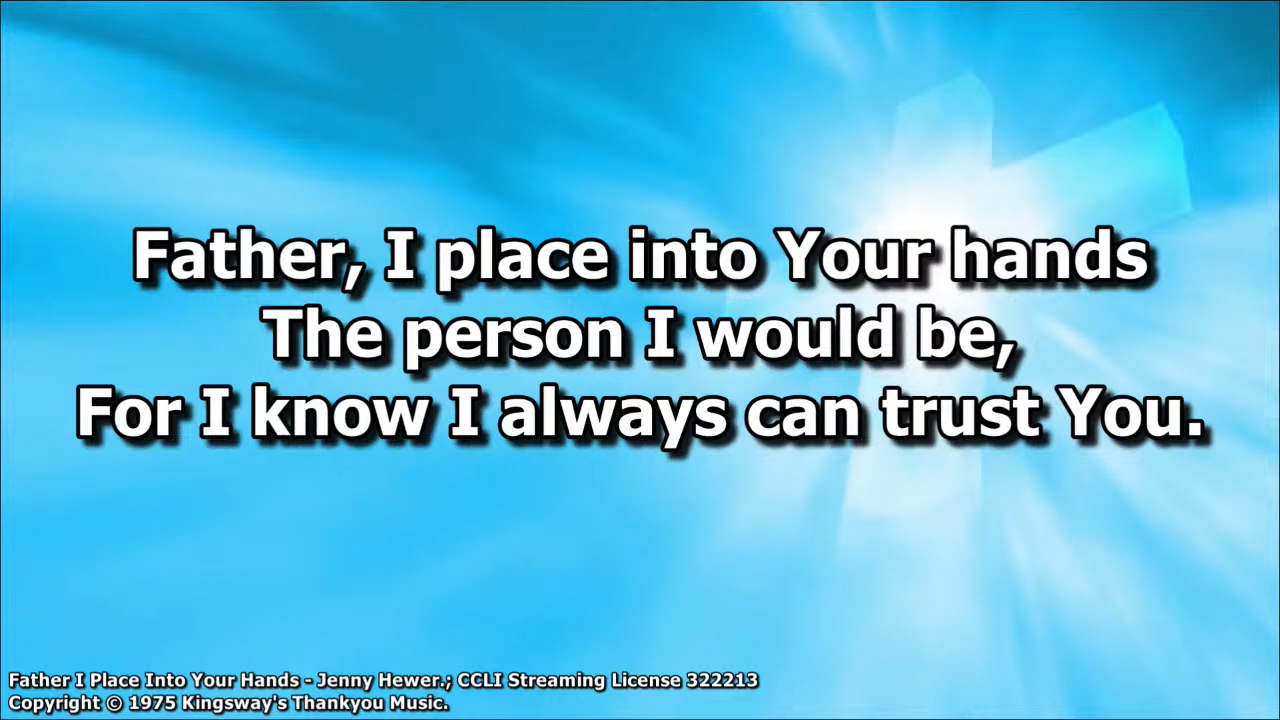 Father, I place into Your hands
The person I would be,
For I know I always can trust You.
Father I Place Into Your Hands - Jenny Hewer.; CCLI Streaming License 322213
Copyright © 1975 Kingsway's Thankyou Music.